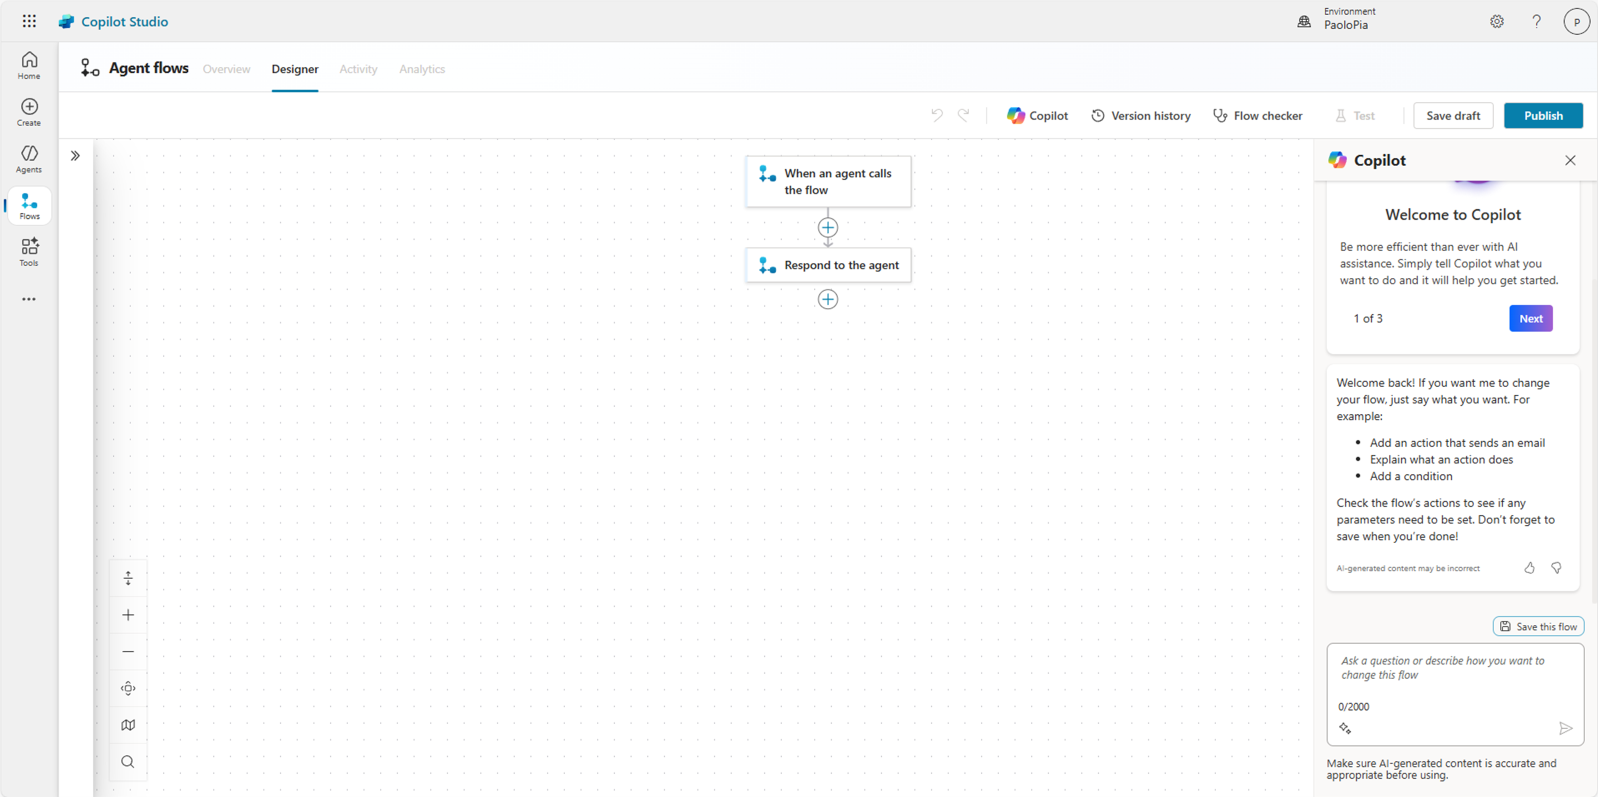 Copilot Studio
Environment
PaoloPia
P
Home
Create
Agents
Flows
Tools
Agent flows
Overview
Designer
Activity
Analytics
Copilot
Version history
Flow checker
Test
Save draft
Publish
When an agent calls
the flow
Respond to the agent
Copilot
Welcome to Copilot
Be more efficient than ever with AI
assistance. Simply tell Copilot what you
want to do and it will help you get started.
1 of 3
Next
Welcome back! If you want me to change
your flow, just say what you want. For
example:
• Add an action that sends an email
• Explain what an action does
• Add a condition
Check the flow's actions to see if any
parameters need to be set. Don't forget to
save when you're done!
AI-generated content may be incorrect
Save this flow
Ask a question or describe how you want to
change this flow
0/2000
Make sure AI-generated content is accurate and
appropriate before using.